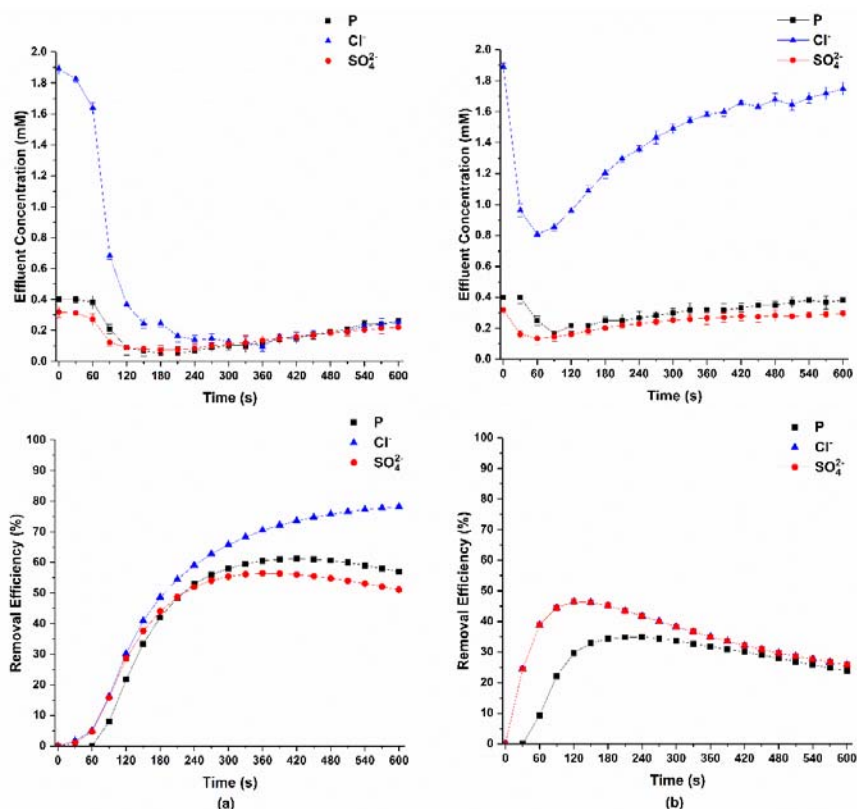 P
Cl⁻
SO₄²⁻
2.0
1.8
1.6
1.4
1.2
1.0
0.8
0.6
0.4
0.2
0.0
Effluent Concentration (mM)
0 60 120 180 240 300 360 420 480 540 600
Time (s)
P
Cl⁻
SO₄²⁻
2.0
1.8
1.6
1.4
1.2
1.0
0.8
0.6
0.4
0.2
0.0
Effluent Concentration (mM)
0 60 120 180 240 300 360 420 480 540 600
Time (s)
P
Cl⁻
SO₄²⁻
100
90
80
70
60
50
40
30
20
10
0
Removal Efficiency (%)
0 60 120 180 240 300 360 420 480 540 600
Time (s)
(a)
P
Cl⁻
SO₄²⁻
100
90
80
70
60
50
40
30
20
10
0
Removal Efficiency (%)
0 60 120 180 240 300 360 420 480 540 600
Time (s)
(b)